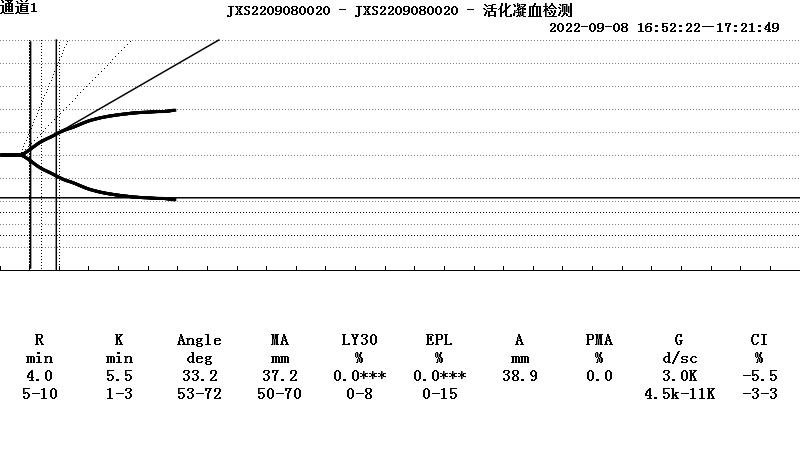 通道1
JXS2209080020 - JXS2209080020 - 活化凝血检测
2022-09-08 16:52:22—17:21:49
R K Angle MA LY30 EPL A PMA G CI
min min deg mm % % mm % d/sc %
4.0 5.5 33.2 37.2 0.0*** 0.0*** 38.9 0.0 3.0K -5.5
5-10 1-3 53-72 50-70 0-8 0-15 4.5k-11K -3-3